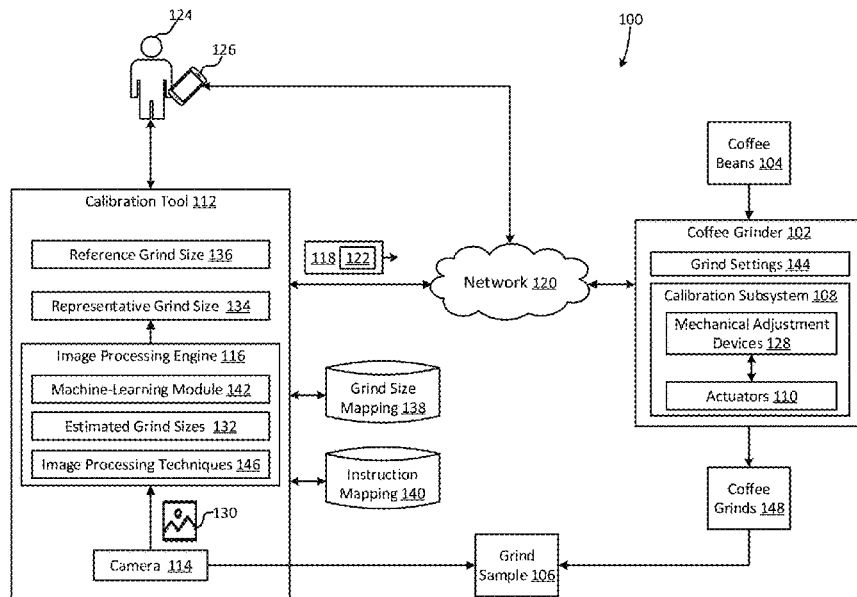 124
126
100
Coffee
Beans 104
Calibration Tool 112
Reference Grind Size 136
Representative Grind Size 134
Image Processing Engine 116
Machine-Learning Module 142
Estimated Grind Sizes 132
Image Processing Techniques 146
130
Camera 114
118 122
Network 120
Grind Size
Mapping 138
Instruction
Mapping 140
Grind
Sample 106
Coffee Grinder 102
Grind Settings 144
Calibration Subsystem 108
Mechanical Adjustment
Devices 128
Actuators 110
Coffee
Grinds 148